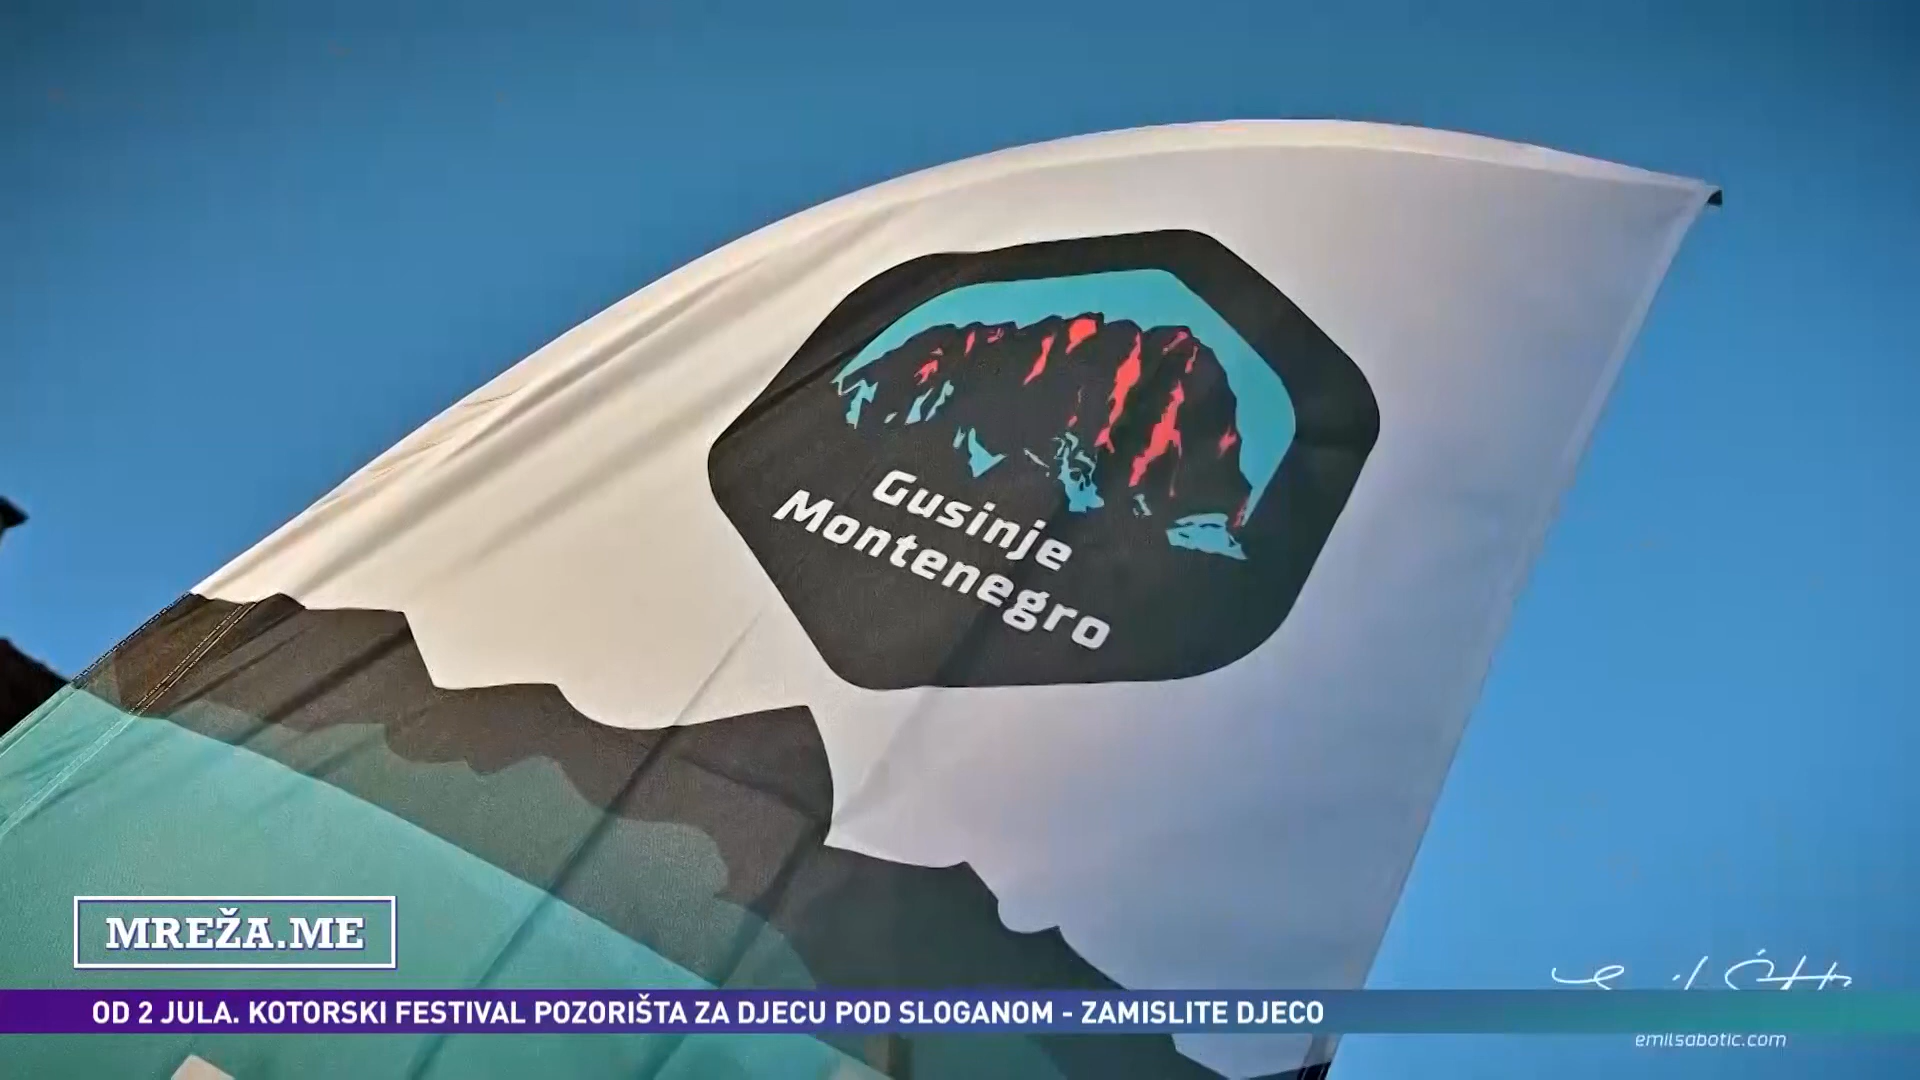 Gusinje
Montenegro
MREŽA.ME
OD 2 JULA. KOTORSKI FESTIVAL POZORIŠTA ZA DJECU POD SLOGANOM - ZAMISLITE DJECO
emilsabotic.com